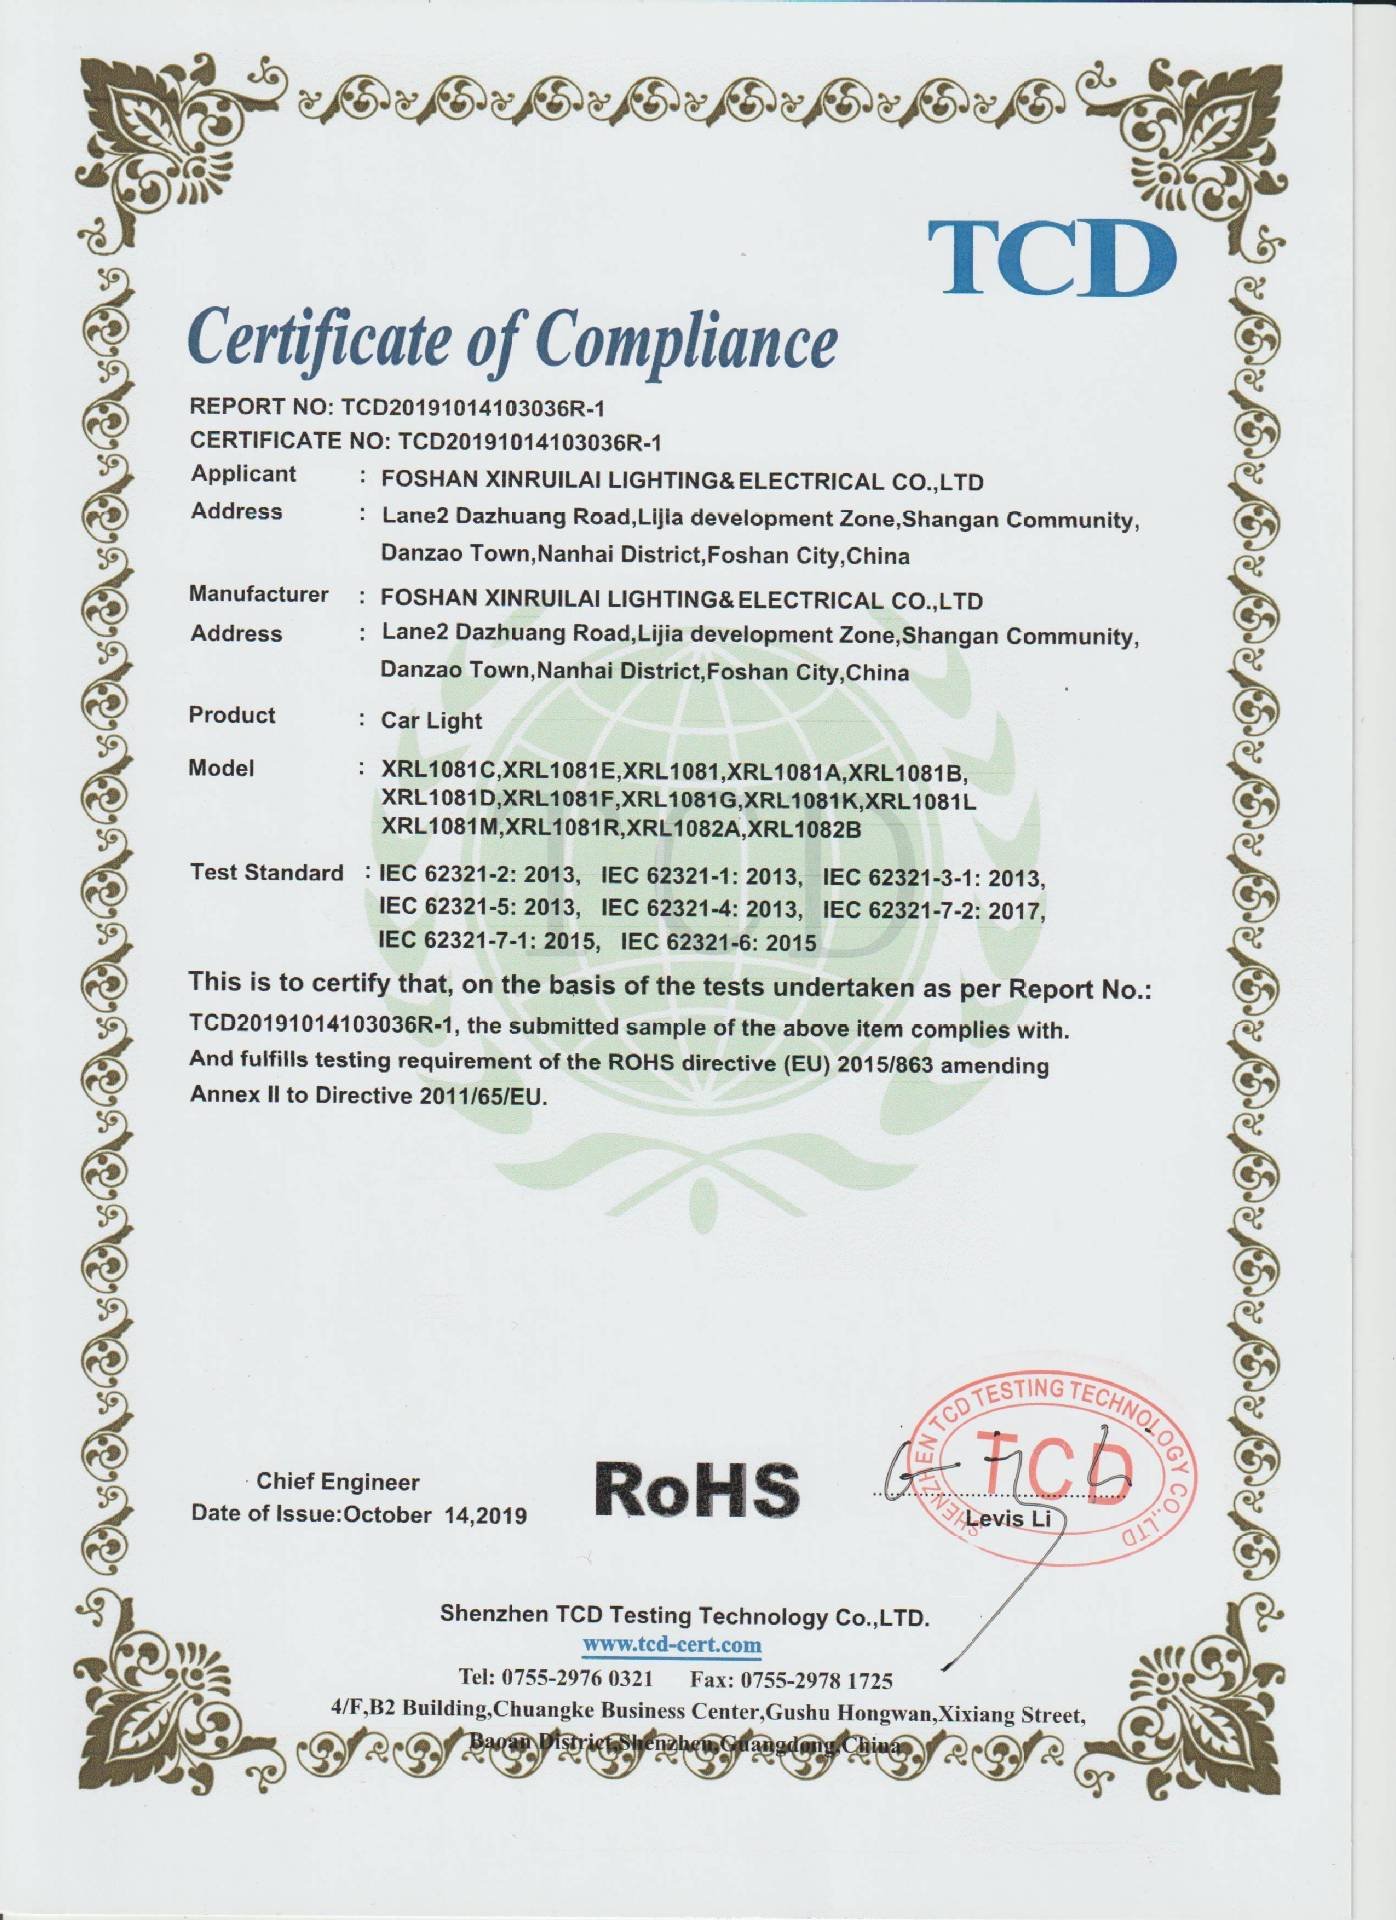 TCD
Certificate of Compliance
REPORT NO: TCD20191014103036R-1
CERTIFICATE NO: TCD20191014103036R-1
Applicant : FOSHAN XINRUILAI LIGHTING&ELECTRICAL CO.,LTD
Address : Lane2 Dazhuang Road,Lijia development Zone,Shangan Community,
Danzao Town,Nanhai District,Foshan City,China
Manufacturer : FOSHAN XINRUILAI LIGHTING&ELECTRICAL CO.,LTD
Address : Lane2 Dazhuang Road,Lijia development Zone,Shangan Community,
Danzao Town,Nanhai District,Foshan City,China
Product : Car Light
Model : XRL1081C,XRL1081E,XRL1081,XRL1081A,XRL1081B,
XRL1081D,XRL1081F,XRL1081G,XRL1081K,XRL1081L
XRL1081M,XRL1081R,XRL1082A,XRL1082B
TCD
Test Standard : IEC 62321-2: 2013, IEC 62321-1: 2013, IEC 62321-3-1: 2013,
IEC 62321-5: 2013, IEC 62321-4: 2013, IEC 62321-7-2: 2017,
IEC 62321-7-1: 2015, IEC 62321-6: 2015
This is to certify that, on the basis of the tests undertaken as per Report No.:
TCD20191014103036R-1, the submitted sample of the above item complies with.
And fulfills testing requirement of the ROHS directive (EU) 2015/863 amending
Annex II to Directive 2011/65/EU.
SHENZHEN TCD TESTING TECHNOLOGY CO.,LTD
TCD
Chief Engineer
RoHS
Levis Li
Date of Issue:October 14,2019
Shenzhen TCD Testing Technology Co.,LTD.
www.tcd-cert.com
Tel: 0755-2976 0321 Fax: 0755-2978 1725
4/F,B2 Building,Chuangke Business Center,Gushu Hongwan,Xixiang Street,
Baoan District,Shenzhen,Guangdong,China